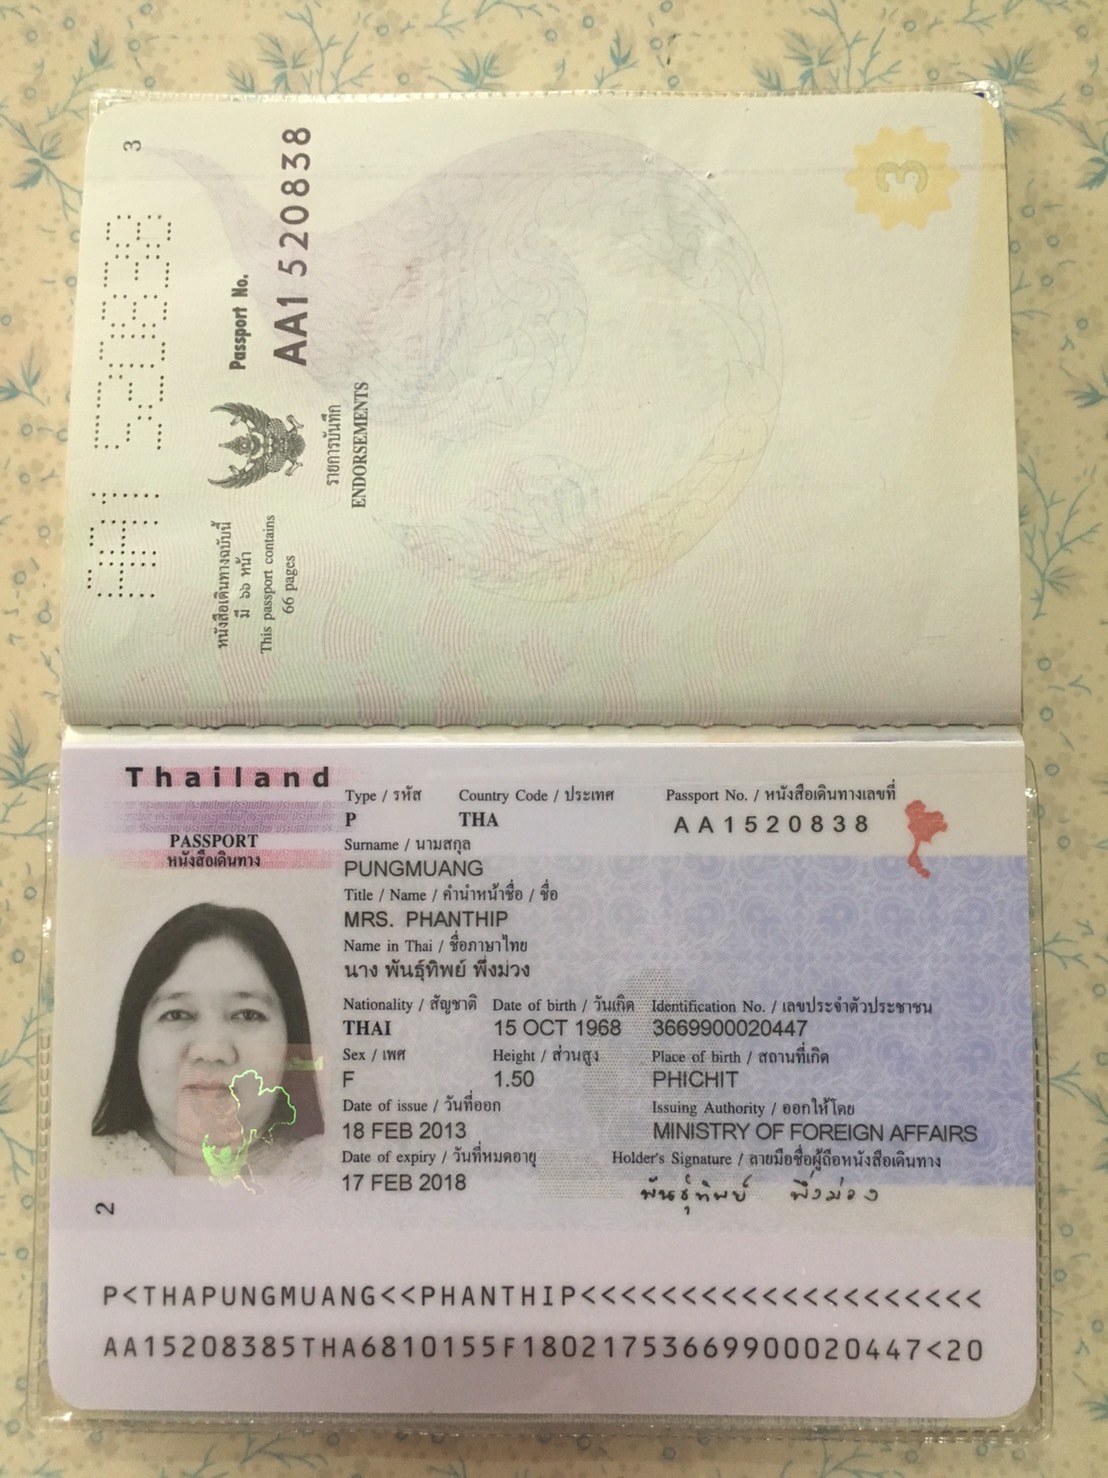 3
AA1520838
Passport No.
AA1520838
หนังสือเดินทางฉบับนี้
มี ๖๖ หน้า
This passport contains
66 pages
รายการบันทึก
ENDORSEMENTS
3
Thailand
PASSPORT
หนังสือเดินทาง
Type / รหัส Country Code / ประเทศ Passport No. / หนังสือเดินทางเลขที่
P THA AA1520838
Surname / นามสกุล
PUNGMUANG
Title / Name / คำนำหน้าชื่อ / ชื่อ
MRS. PHANTHIP
Name in Thai / ชื่อภาษาไทย
นาง พันธุ์ทิพย์ พึ่งม่วง
Nationality / สัญชาติ Date of birth / วันเกิด Identification No. / เลขประจำตัวประชาชน
THAI 15 OCT 1968 3669900020447
Sex / เพศ Height / ส่วนสูง Place of birth / สถานที่เกิด
F 1.50 PHICHIT
Date of issue / วันที่ออก Issuing Authority / ออกให้โดย
18 FEB 2013 MINISTRY OF FOREIGN AFFAIRS
Date of expiry / วันที่หมดอายุ Holder's Signature / ลายมือชื่อผู้ถือหนังสือเดินทาง
17 FEB 2018 พันธุ์ทิพย์ พึ่งม่วง
2
P<THAPUNGMUANG<<PHANTHIP<<<<<<<<<<<<<<<<<<<<
AA15208385THA6810155F18021753669900020447<20